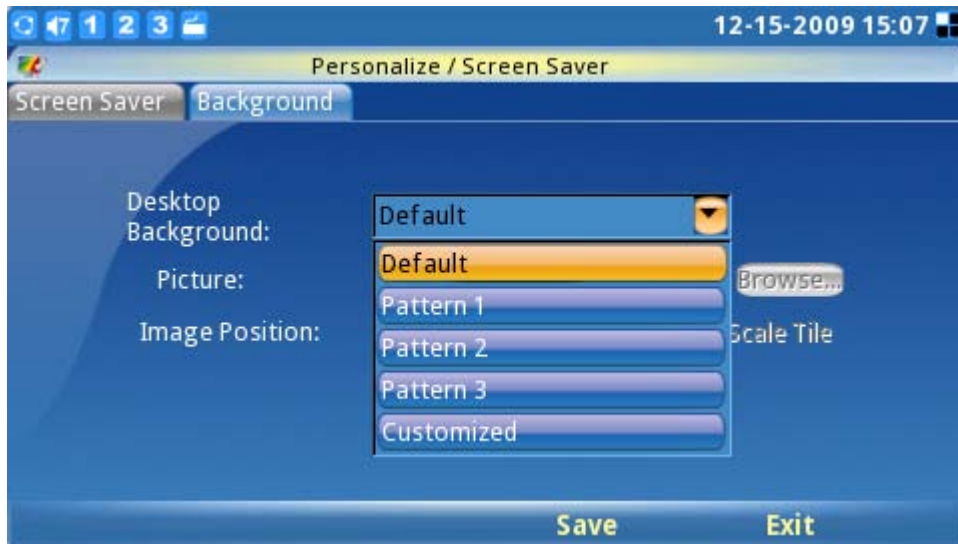 7 1 2 3 12-15-2009 15:07
Personalize / Screen Saver
Screen Saver Background
Desktop
Background:
Default
Default
Picture:
Browse...
Pattern 1
Image Position:
Scale Tile
Pattern 2
Pattern 3
Customized
Save Exit